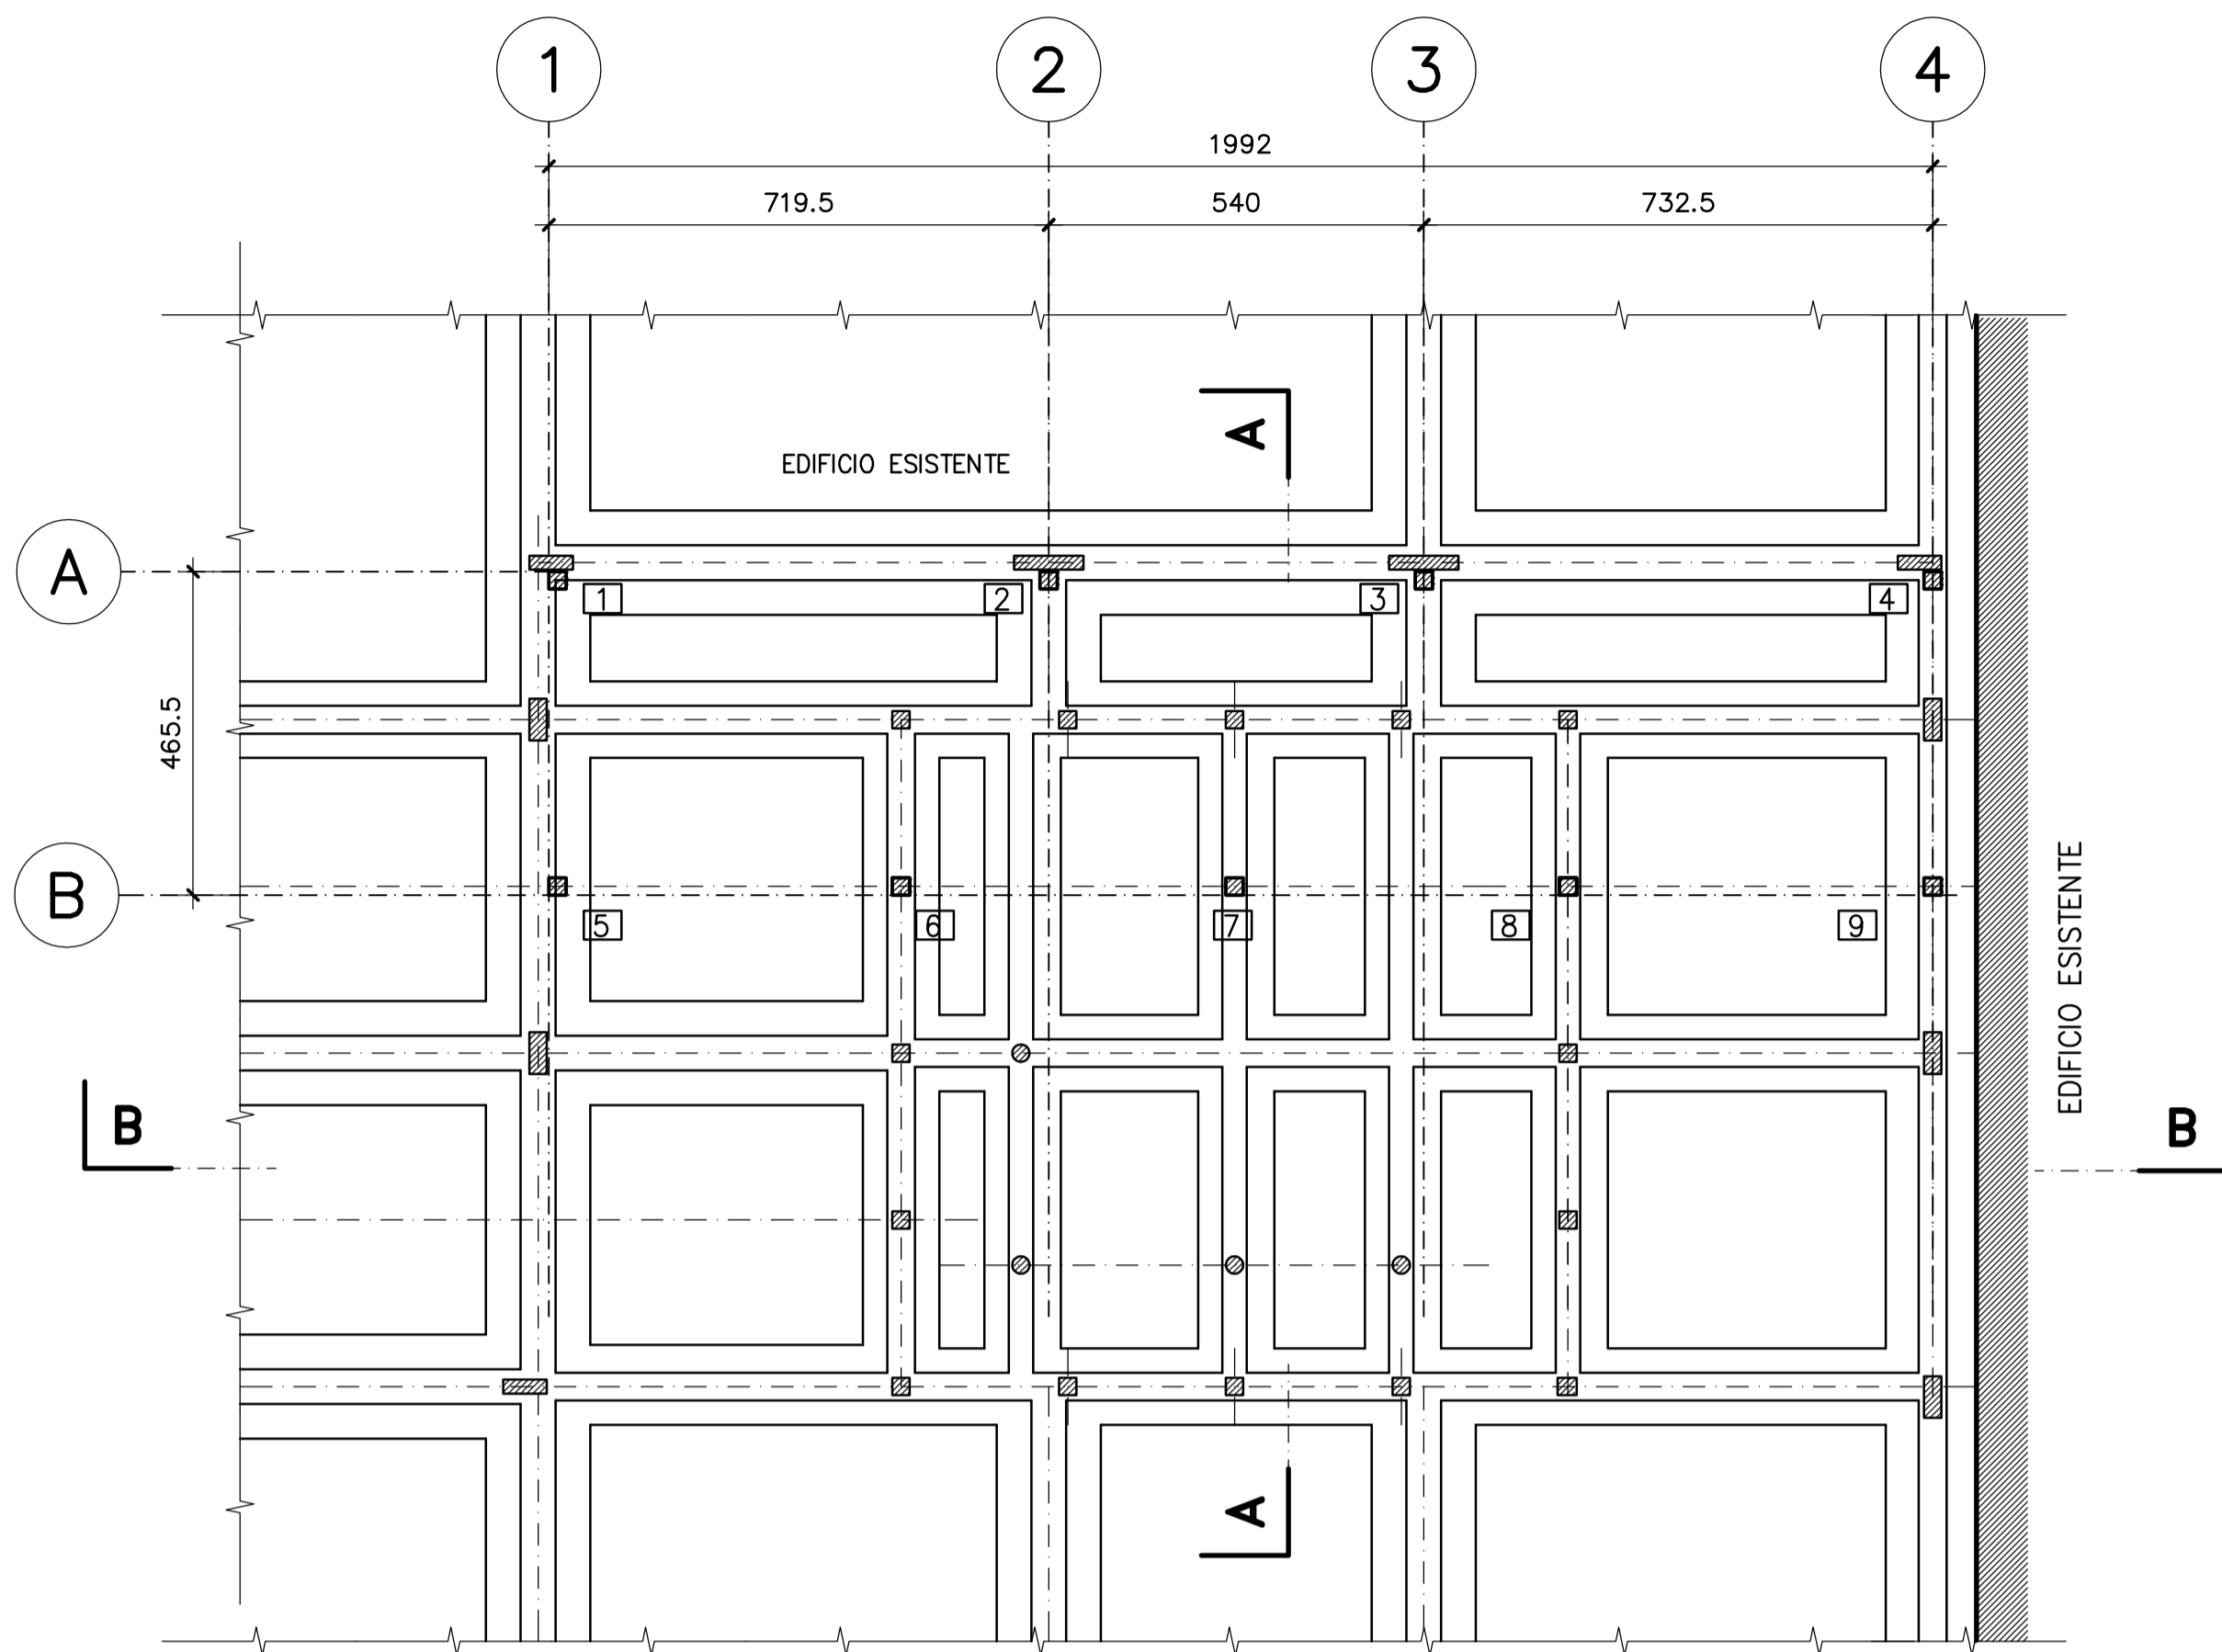 1 2 3 4
1992
719.5 540 732.5
A
EDIFICIO ESISTENTE
A
1 2 3 4
465.5
B
5 6 7 8 9
EDIFICIO ESISTENTE
B B
A